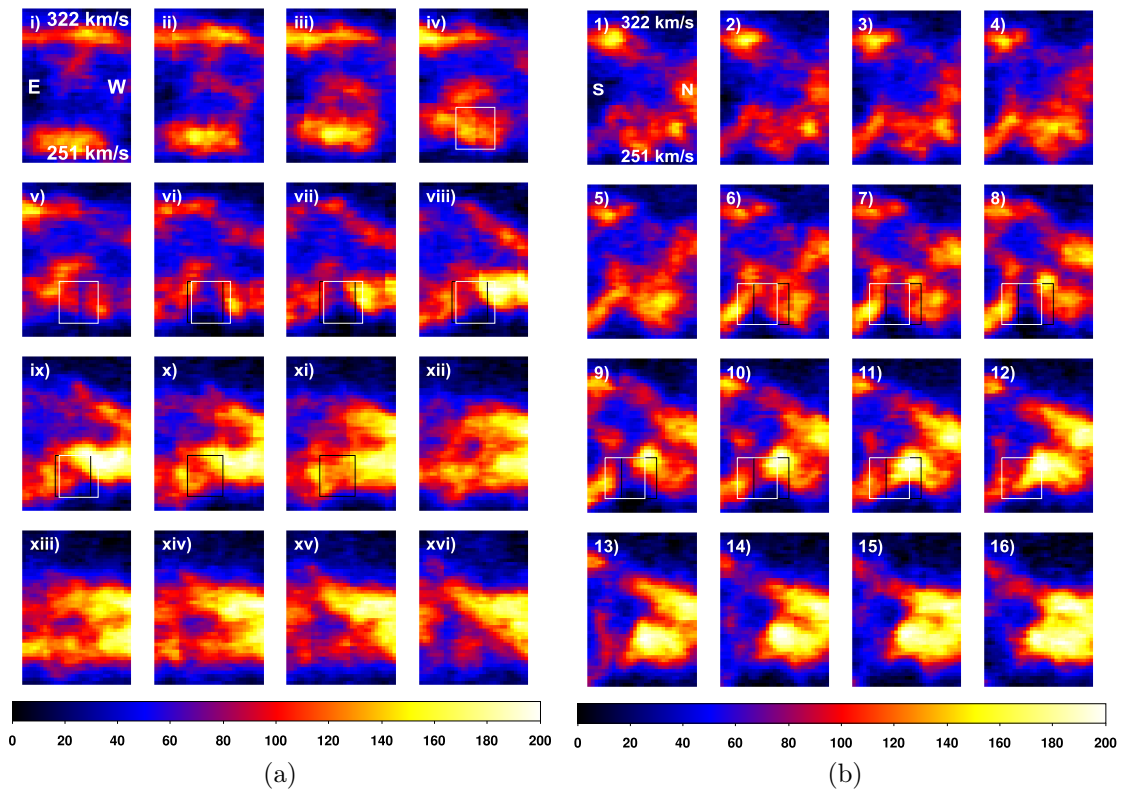 i) 322 km/s
ii)
iii)
iv)
E W
251 km/s
v)
vi)
vii)
viii)
ix)
x)
xi)
xii)
xiii)
xiv)
xv)
xvi)
0 20 40 60 80 100 120 140 160 180 200
(a)
1) 322 km/s
2)
3)
4)
S N
251 km/s
5)
6)
7)
8)
9)
10)
11)
12)
13)
14)
15)
16)
0 20 40 60 80 100 120 140 160 180 200
(b)